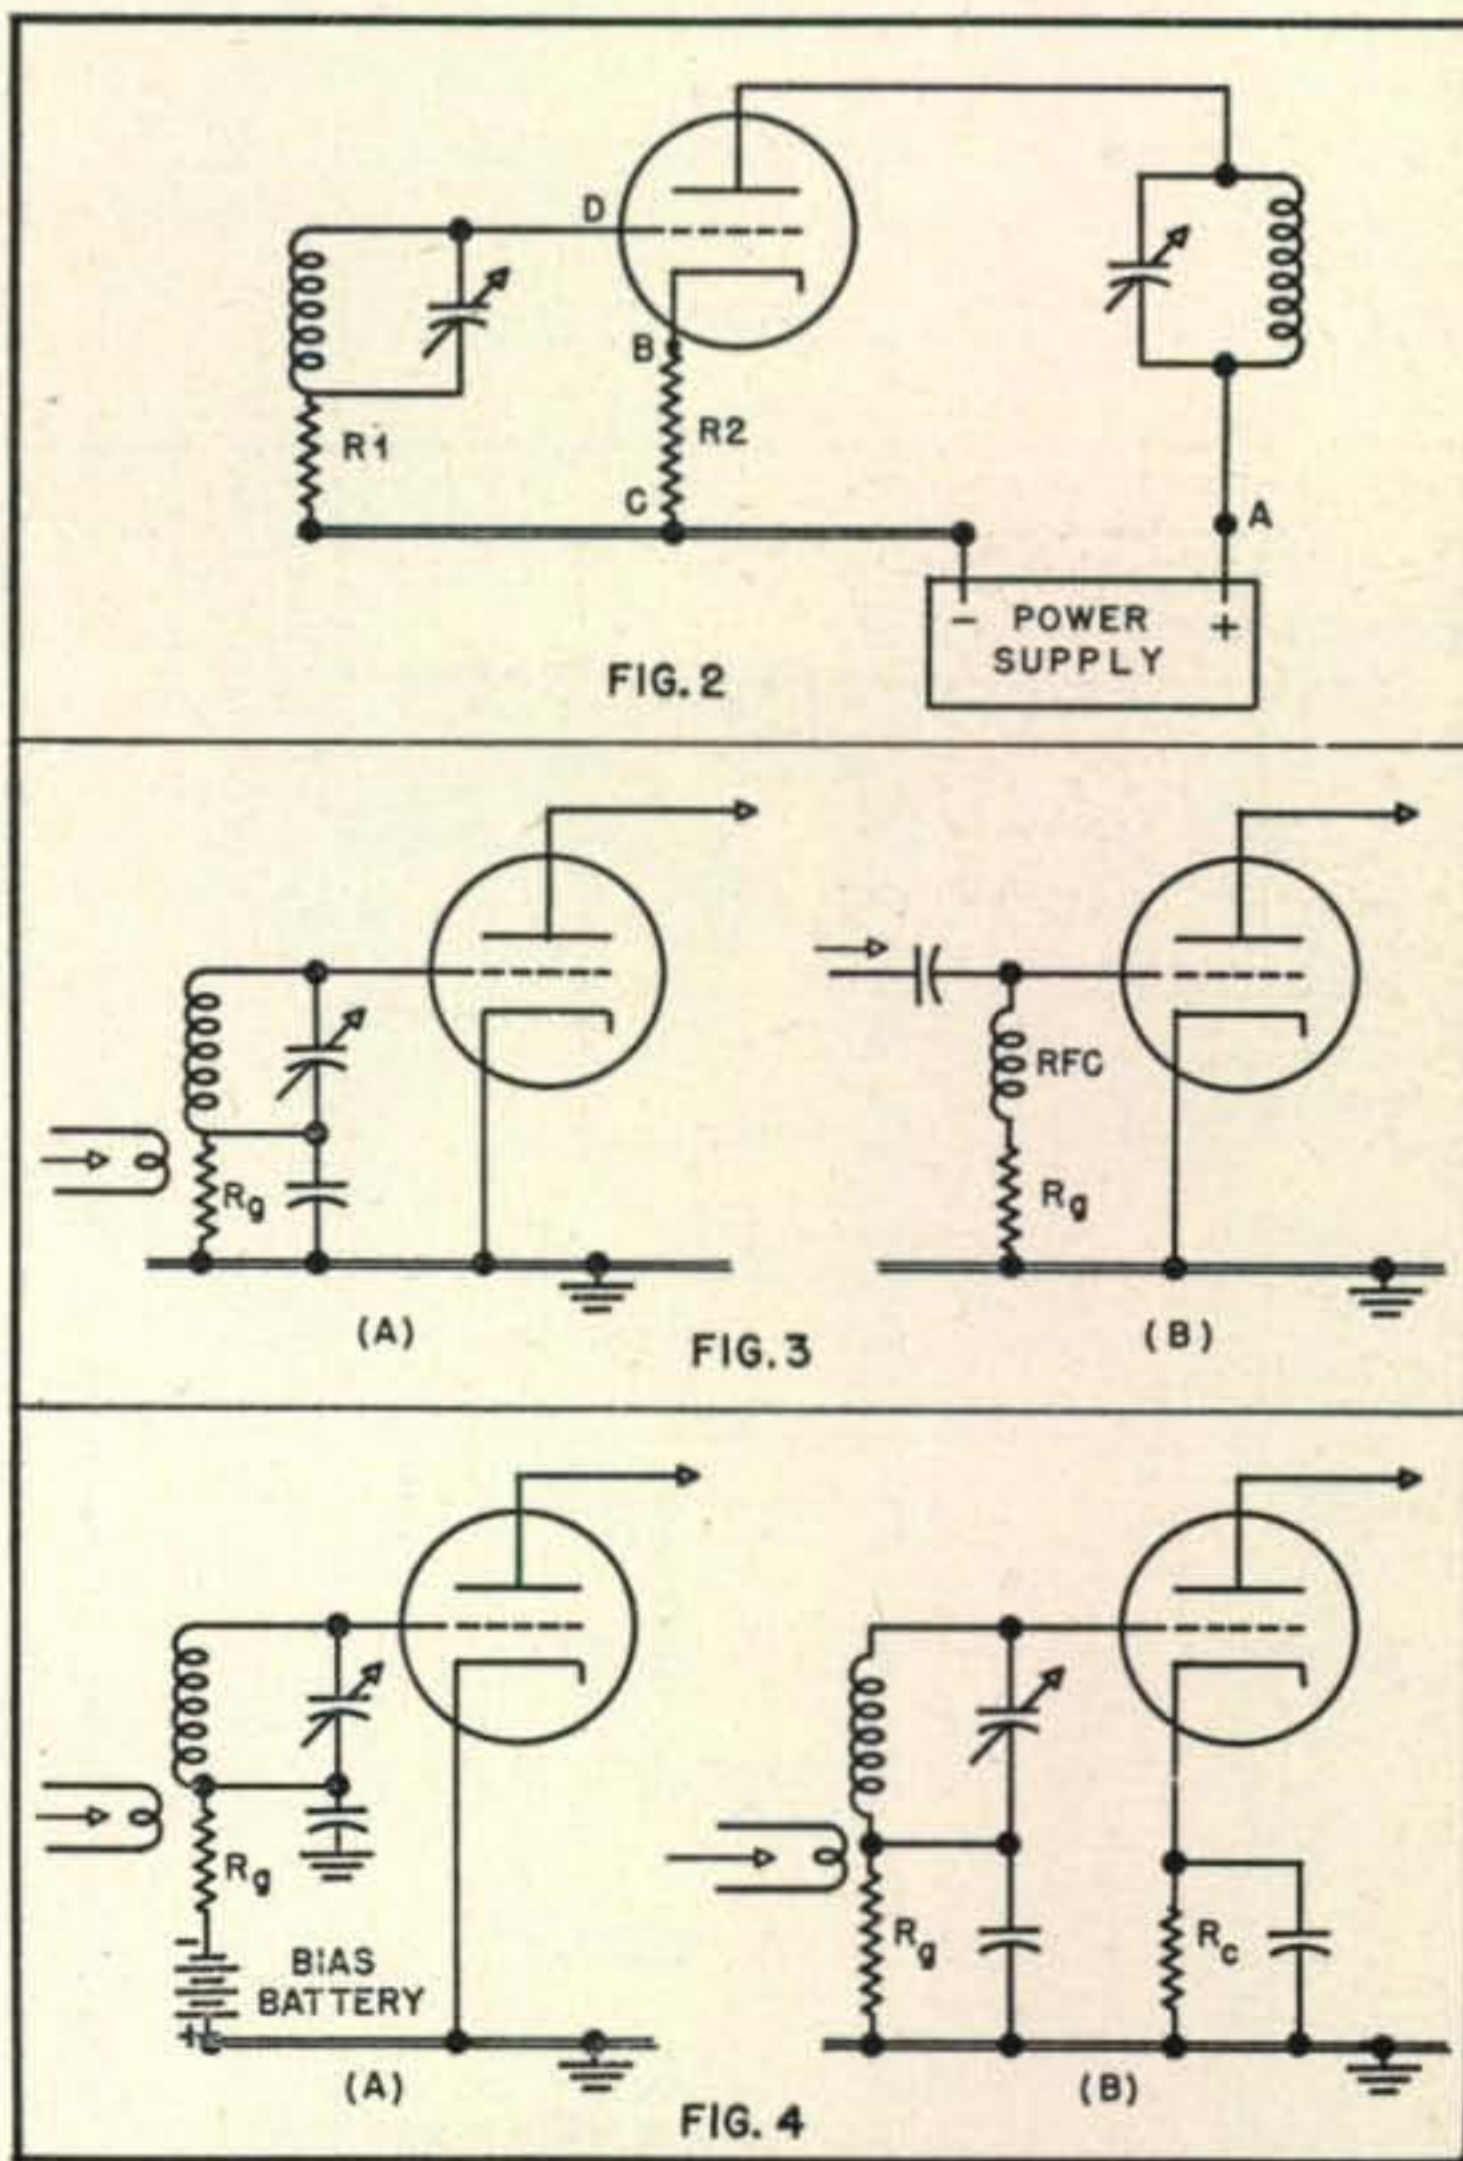 D
B
R1
R2
C
A
- POWER +
SUPPLY
FIG. 2
RFC
Rg
Rg
(A)
(B)
FIG. 3
Rg
-
BIAS
BATTERY
+
Rg
Rc
(A)
(B)
FIG. 4